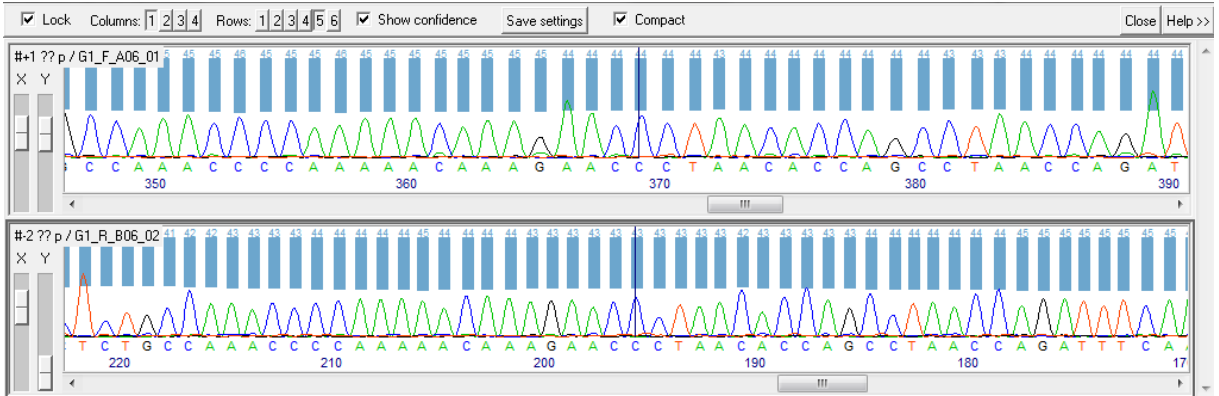 Lock Columns: 1 2 3 4 Rows: 1 2 3 4 5 6 Show confidence Save settings Compact Close Help >>
#+1 ?? p / G1_F_A06_01
X Y
G C C A A A C C C C A A A A A C A A A G A A C C C T A A C A C C A G C C T A A C C A G A T
350 360 370 380 390
#-2 ?? p / G1_R_B06_02
X Y
T C T G C C A A A C C C C A A A A A C A A A G A A C C C T A A C A C C A G C C T A A C C A G A T T T C A
220 210 200 190 180 17